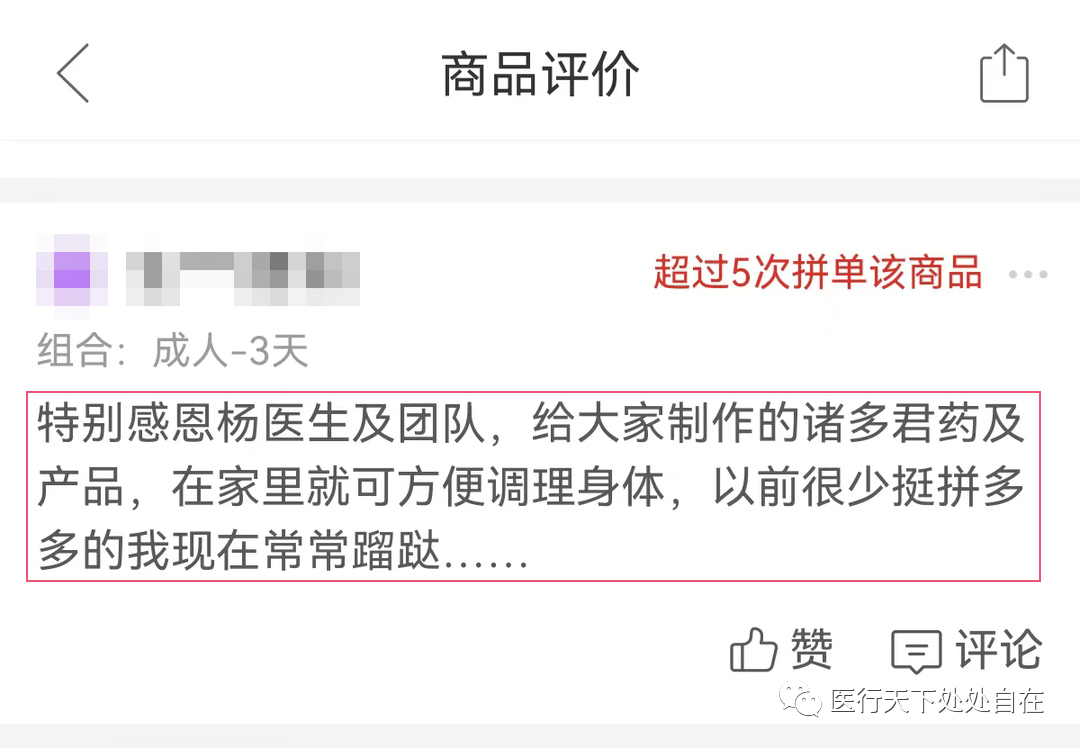 商品评价
超过5次拼单该商品
组合：成人-3天
特别感恩杨医生及团队，给大家制作的诸多君药及
产品，在家里就可方便调理身体，以前很少挺拼多
多的我现在常常蹓跶……
赞 评论
医行天下处处自在